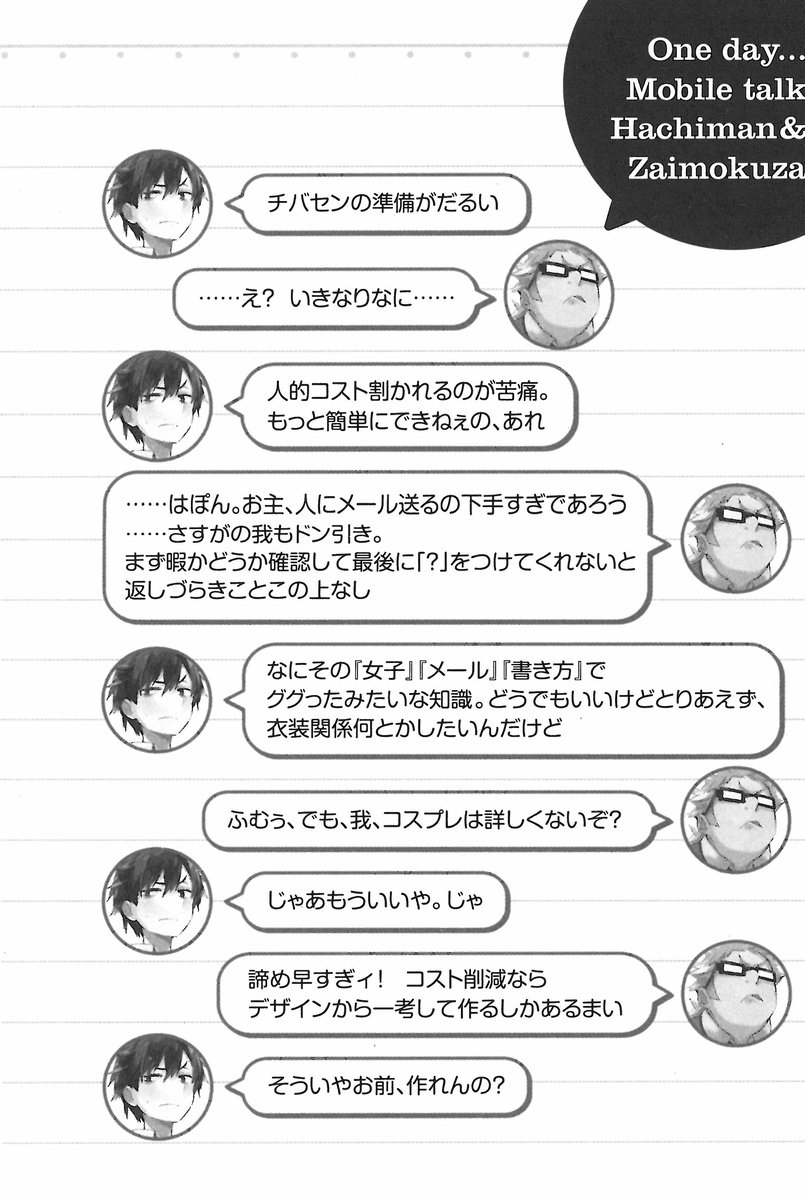 One day...
Mobile talk
Hachiman&
Zaimokuza
チバセンの準備がだるい
……え?　いきなりなに……
人的コスト割かれるのが苦痛。
もっと簡単にできねぇの、あれ
……はぽん。お主、人にメール送るの下手すぎであろう
……さすがの我もドン引き。
まず暇かどうか確認して最後に「?」をつけてくれないと
返しづらきことこの上なし
なにその『女子』『メール』『書き方』で
ググったみたいな知識。どうでもいいけどとりあえず、
衣装関係何とかしたいんだけど
ふむぅ、でも、我、コスプレは詳しくないぞ?
じゃあもういいや。じゃ
諦め早すぎィ!　コスト削減なら
デザインから一考して作るしかあるまい
そういやお前、作れんの?